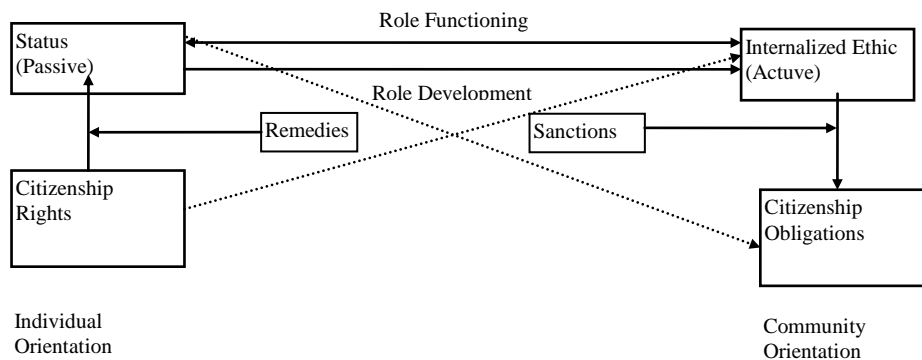 Role Functioning
Status
(Passive)
Internalized Ethic
(Actuve)
Role Development
Remedies
Sanctions
Citizenship
Rights
Citizenship
Obligations
Individual
Orientation
Community
Orientation